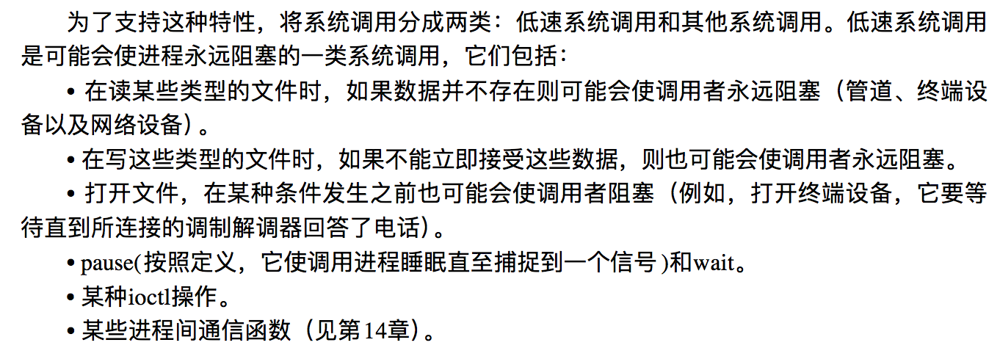 为了支持这种特性，将系统调用分成两类：低速系统调用和其他系统调用。低速系统调用
是可能会使进程永远阻塞的一类系统调用，它们包括：
• 在读某些类型的文件时，如果数据并不存在则可能会使调用者永远阻塞（管道、终端设
备以及网络设备）。
• 在写这些类型的文件时，如果不能立即接受这些数据，则也可能会使调用者永远阻塞。
• 打开文件，在某种条件发生之前也可能会使调用者阻塞（例如，打开终端设备，它要等
待直到所连接的调制解调器回答了电话）。
• pause(按照定义，它使调用进程睡眠直至捕捉到一个信号)和wait。
• 某种ioctl操作。
• 某些进程间通信函数（见第14章）。